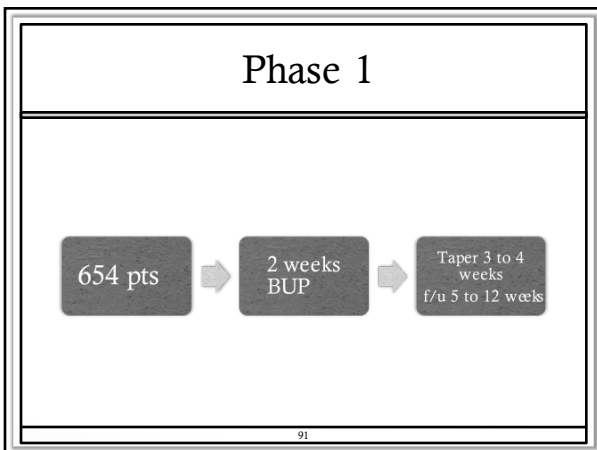 Phase 1
654 pts
2 weeks
BUP
Taper 3 to 4
weeks
f/u 5 to 12 weeks
91